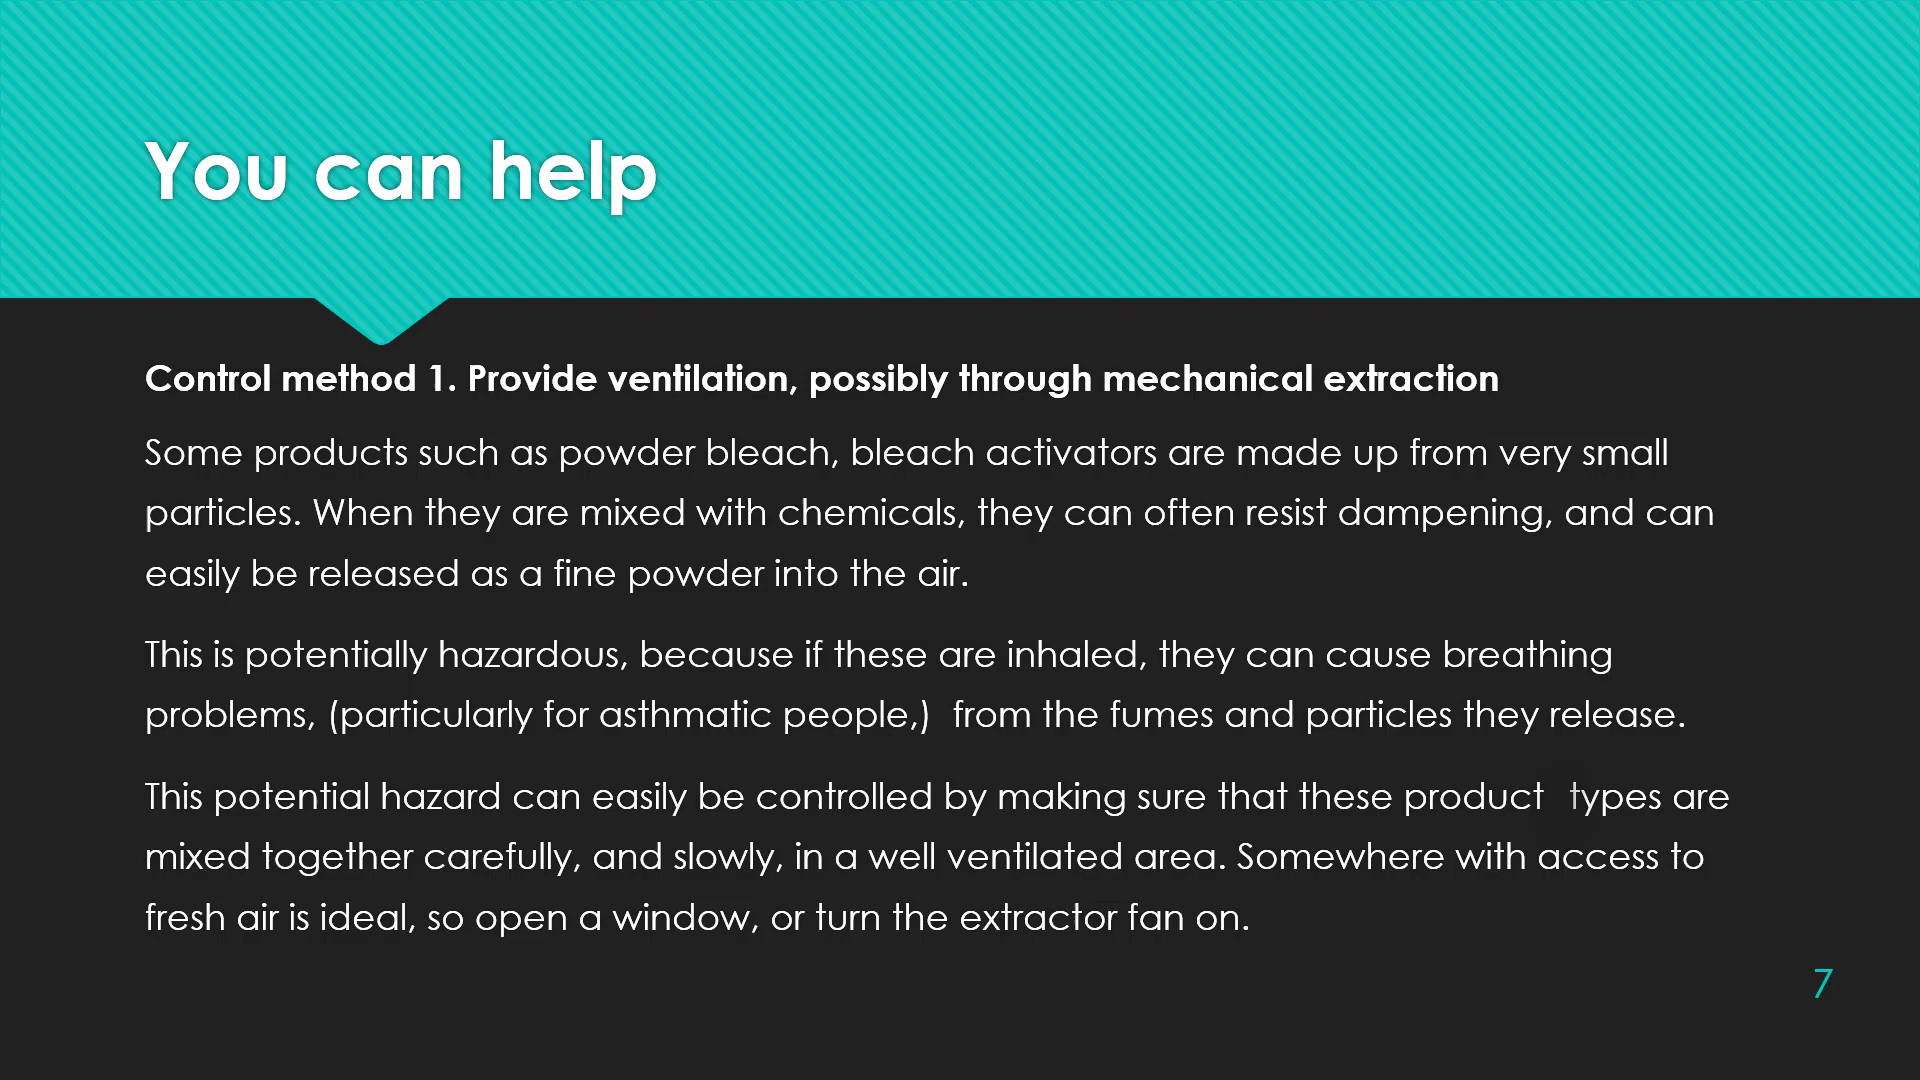 You can help
Control method 1. Provide ventilation, possibly through mechanical extraction
Some products such as powder bleach, bleach activators are made up from very small
particles. When they are mixed with chemicals, they can often resist dampening, and can
easily be released as a fine powder into the air.
This is potentially hazardous, because if these are inhaled, they can cause breathing
problems, (particularly for asthmatic people,)  from the fumes and particles they release.
This potential hazard can easily be controlled by making sure that these product  types are
mixed together carefully, and slowly, in a well ventilated area. Somewhere with access to
fresh air is ideal, so open a window, or turn the extractor fan on.
7